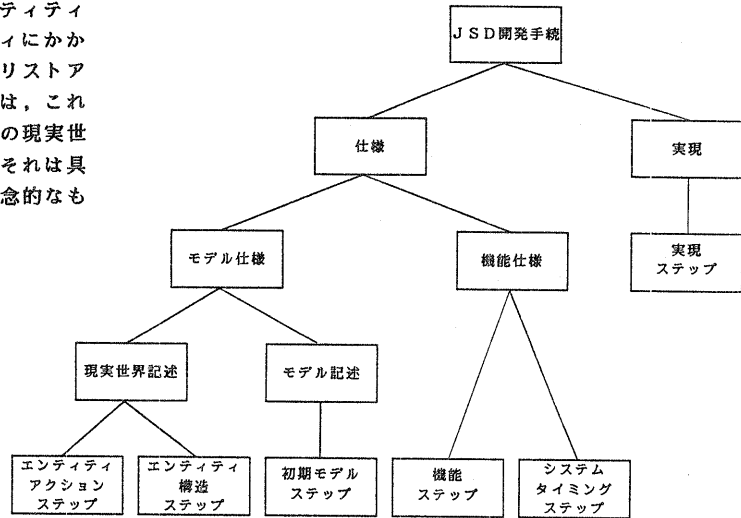 ティティ
ィにかか
リストア
は，これ
の現実世
それは具
念的なも
ＪＳＤ開発手続
仕様
実現
モデル仕様
機能仕様
実現
ステップ
現実世界記述
モデル記述
エンティティ
アクション
ステップ
エンティティ
構造
ステップ
初期モデル
ステップ
機能
ステップ
システム
タイミング
ステップ